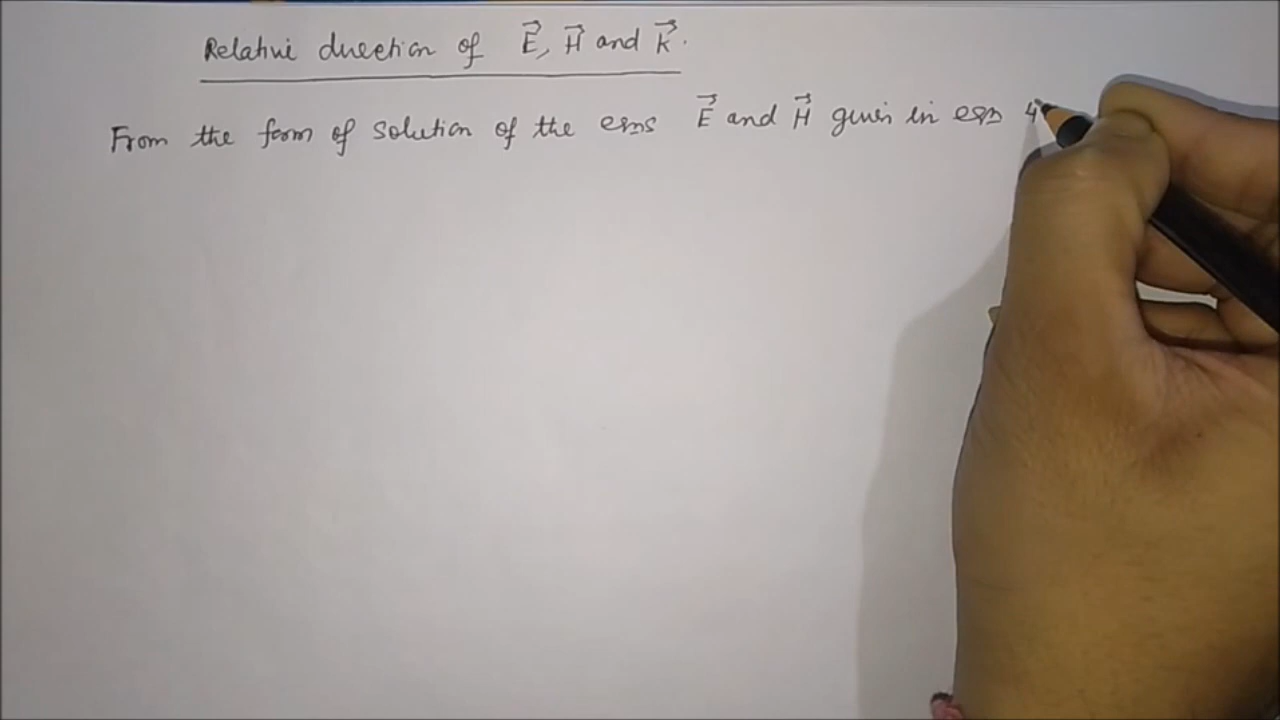 Relative direction of E⃗, H⃗ and K⃗.
From the form of solution of the eqns E⃗ and H⃗ given in eqn 4